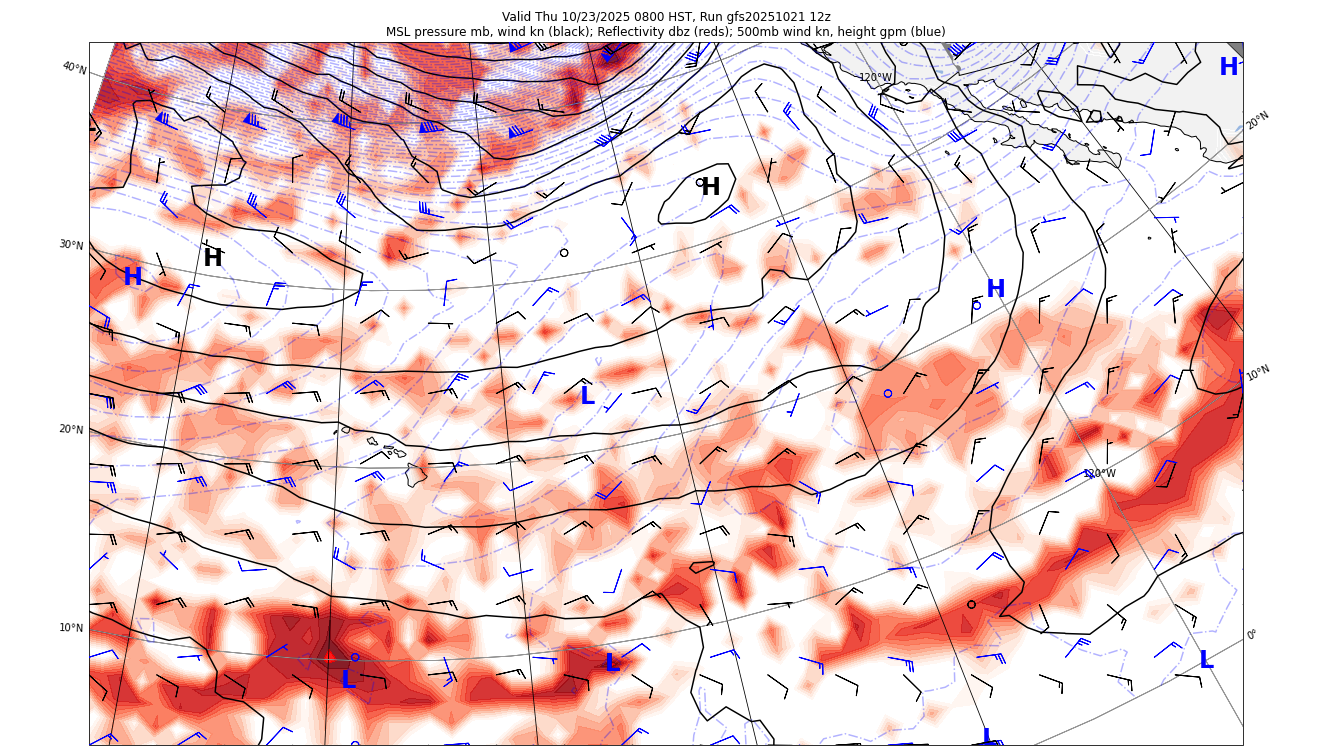 Valid Thu 10/23/2025 0800 HST, Run gfs20251021 12z
MSL pressure mb, wind kn (black); Reflectivity dbz (reds); 500mb wind kn, height gpm (blue)
40°N
120°W
H
20°N
H
30°N
H
H
H
10°N
L
20°N
120°W
10°N
0°
L
L
L
L